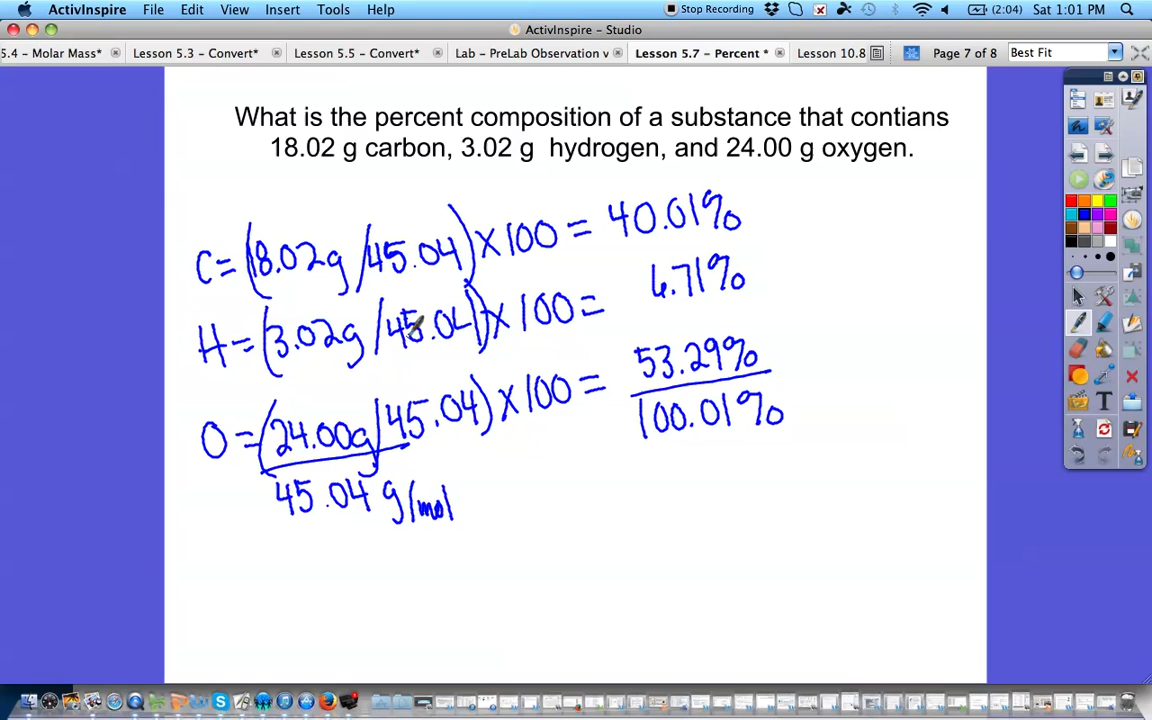 ActivInspire File Edit View Insert Tools Help Stop Recording (2:04) Sat 1:01 PM
ActivInspire - Studio
5.4 – Molar Mass* Lesson 5.3 – Convert* Lesson 5.5 – Convert* Lab – PreLab Observation v* Lesson 5.7 – Percent * Lesson 10.8 Page 7 of 8 Best Fit
What is the percent composition of a substance that contians
18.02 g carbon, 3.02 g hydrogen, and 24.00 g oxygen.
C = (18.02g/45.04) × 100 = 40.01%
H = (3.02g/45.04) × 100 = 6.71%
O = (24.00g/45.04) × 100 = 53.29%
100.01%
45.04 g/mol